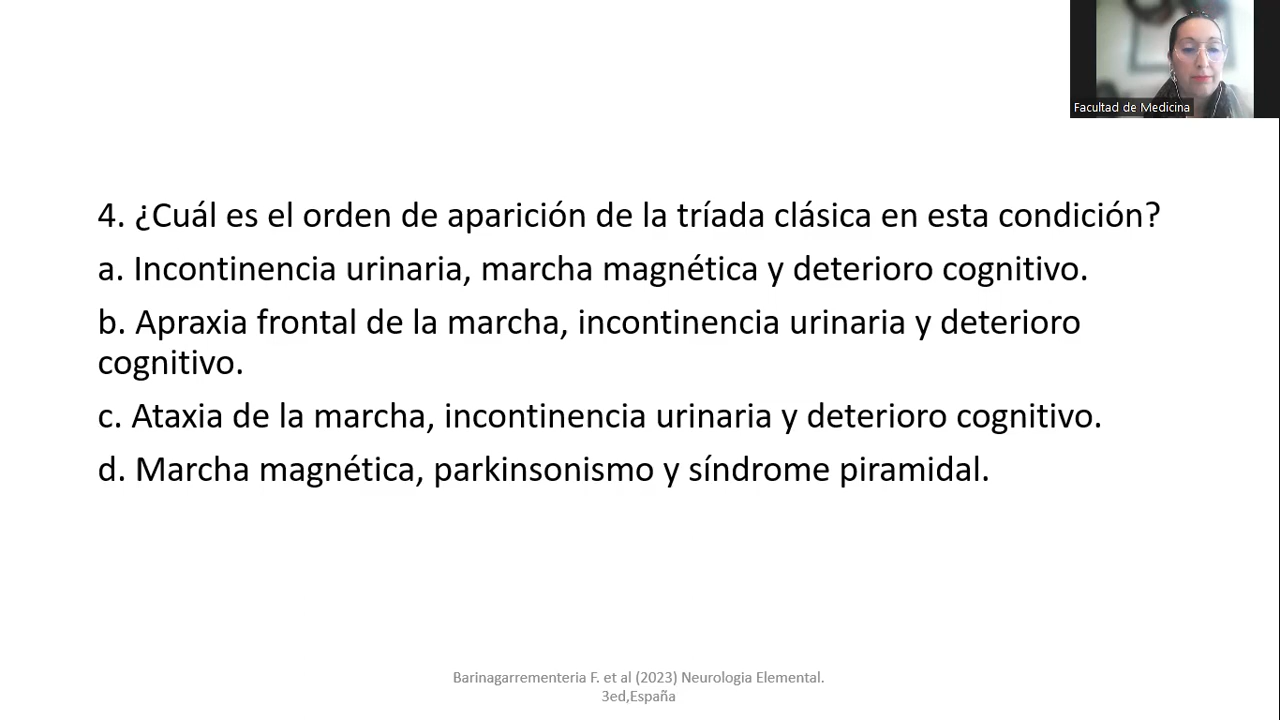 Facultad de Medicina
4. ¿Cuál es el orden de aparición de la tríada clásica en esta condición?
a. Incontinencia urinaria, marcha magnética y deterioro cognitivo.
b. Apraxia frontal de la marcha, incontinencia urinaria y deterioro
cognitivo.
c. Ataxia de la marcha, incontinencia urinaria y deterioro cognitivo.
d. Marcha magnética, parkinsonismo y síndrome piramidal.
Barinagarrementeria F. et al (2023) Neurologia Elemental.
3ed,España